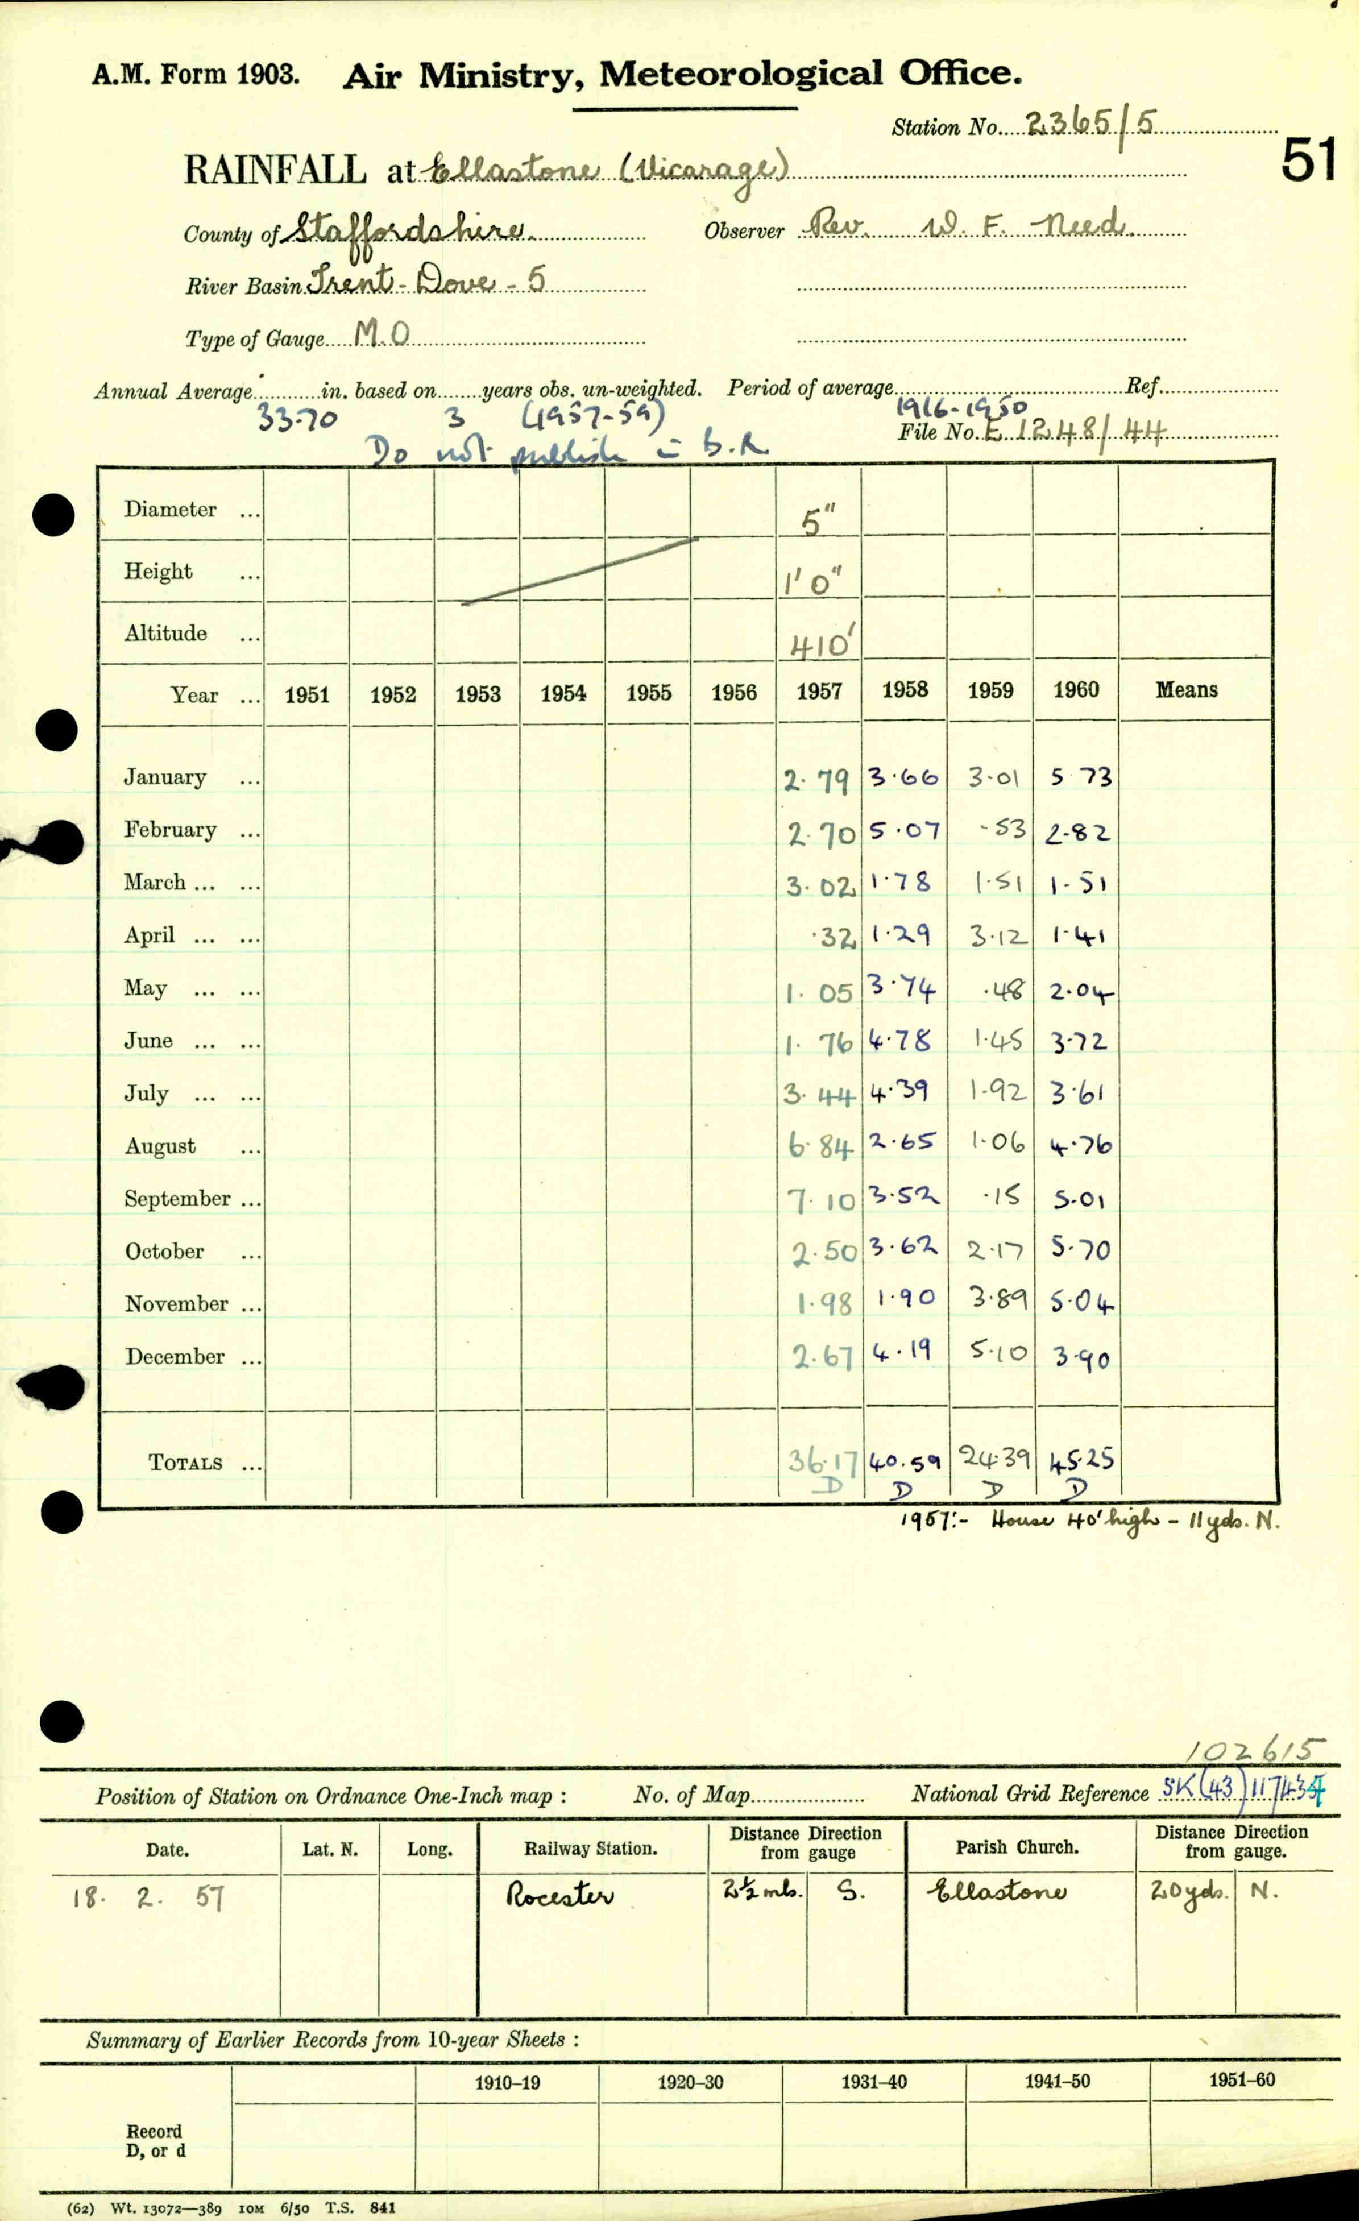 A.M. Form 1903. Air Ministry, Meteorological Office.
Station No. 2365/5
51
RAINFALL at Ellastone (Vicarage)
County of Staffordshire. Observer Rev. W. F. Need.
River Basin Trent - Dove - 5
Type of Gauge M.O
Annual Average in. based on years obs. un-weighted. Period of average Ref.
33.70 3 (1957-59) 1916-1950
File No. E 1248/44
Do not publish in B.R.
Diameter ... 5"
Height ... 1' 0"
Altitude ... 410'
Year ... 1951 1952 1953 1954 1955 1956 1957 1958 1959 1960 Means
January ... 2.79 3.66 3.01 5 73
February ... 2.70 5.07 .53 2.82
March ... ... 3.02 1.78 1.51 1.51
April ... ... .32 1.29 3.12 1.41
May ... ... 1.05 3.74 .48 2.04
June ... ... 1.76 4.78 1.45 3.72
July ... ... 3.44 4.39 1.92 3.61
August ... 6.84 2.65 1.06 4.76
September ... 7.10 3.52 .15 5.01
October ... 2.50 3.62 2.17 5.70
November ... 1.98 1.90 3.89 5.04
December ... 2.67 4.19 5.10 3.90
TOTALS ... 36.17 40.59 24.39 45.25
D D D D
1957:- House 40' high - 11 yds. N.
102615
Position of Station on Ordnance One-Inch map : No. of Map National Grid Reference SK(43)117434
Date. Lat. N. Long. Railway Station. Distance Direction from gauge Parish Church. Distance Direction from gauge.
18. 2. 57 Rocester 2½ mls. S. Ellastone 20 yds. N.
Summary of Earlier Records from 10-year Sheets :
1910–19 1920–30 1931–40 1941–50 1951–60
Record
D, or d
(62) Wt. 13072—389 10M 6/50 T.S. 841